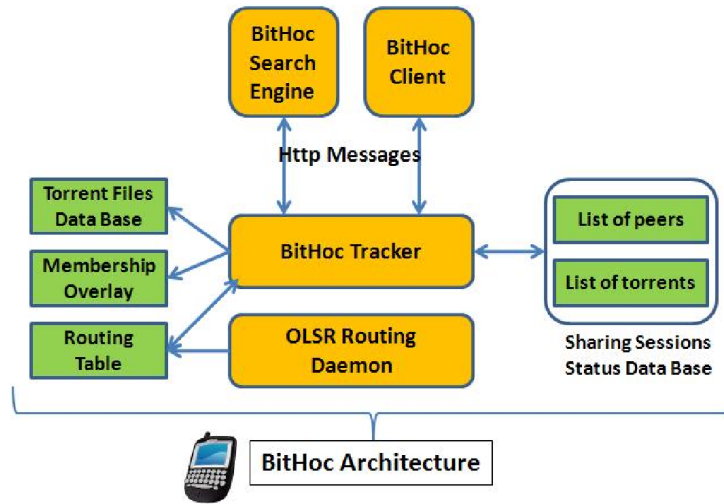 BitHoc
Search
Engine
BitHoc
Client
Http Messages
Torrent Files
Data Base
Membership
Overlay
Routing
Table
BitHoc Tracker
OLSR Routing
Daemon
List of peers
List of torrents
Sharing Sessions
Status Data Base
BitHoc Architecture